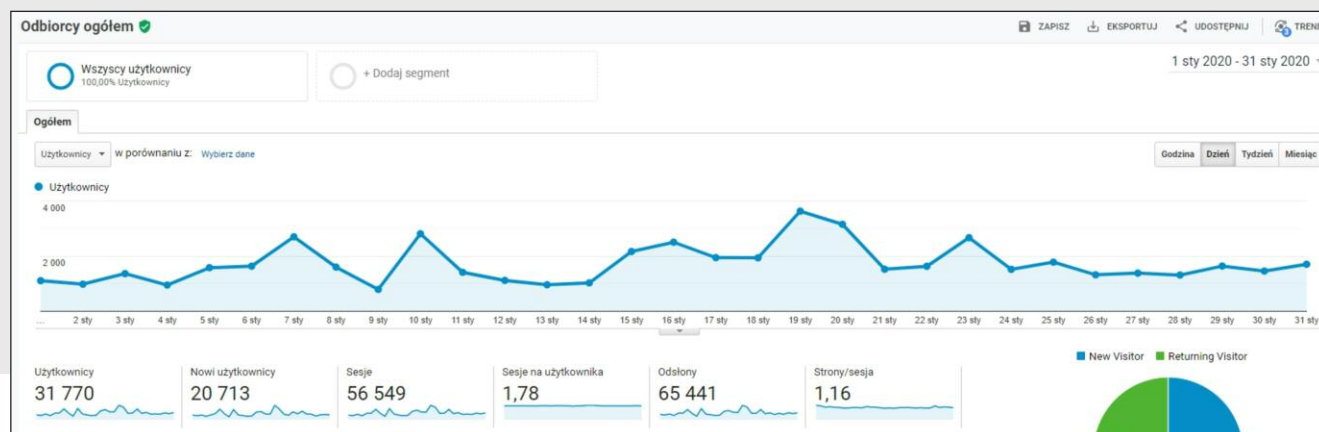 Odbiorcy ogółem
ZAPISZ EKSPORTUJ UDOSTĘPNIJ
Wszyscy użytkownicy
100,00% Użytkownicy
+ Dodaj segment
1 sty 2020 - 31 sty 2020
Ogółem
Użytkownicy w porównaniu z: Wybierz dane
Godzina Dzień Tydzień Miesiąc
Użytkownicy
4 000
2 000
... 2 sty 3 sty 4 sty 5 sty 6 sty 7 sty 8 sty 9 sty 10 sty 11 sty 12 sty 13 sty 14 sty 15 sty 16 sty 17 sty 18 sty 19 sty 20 sty 21 sty 22 sty 23 sty 24 sty 25 sty 26 sty 27 sty 28 sty 29 sty 30 sty 31 sty
New Visitor Returning Visitor
Użytkownicy
31 770
Nowi użytkownicy
20 713
Sesje
56 549
Sesje na użytkownika
1,78
Odsłony
65 441
Strony/sesja
1,16